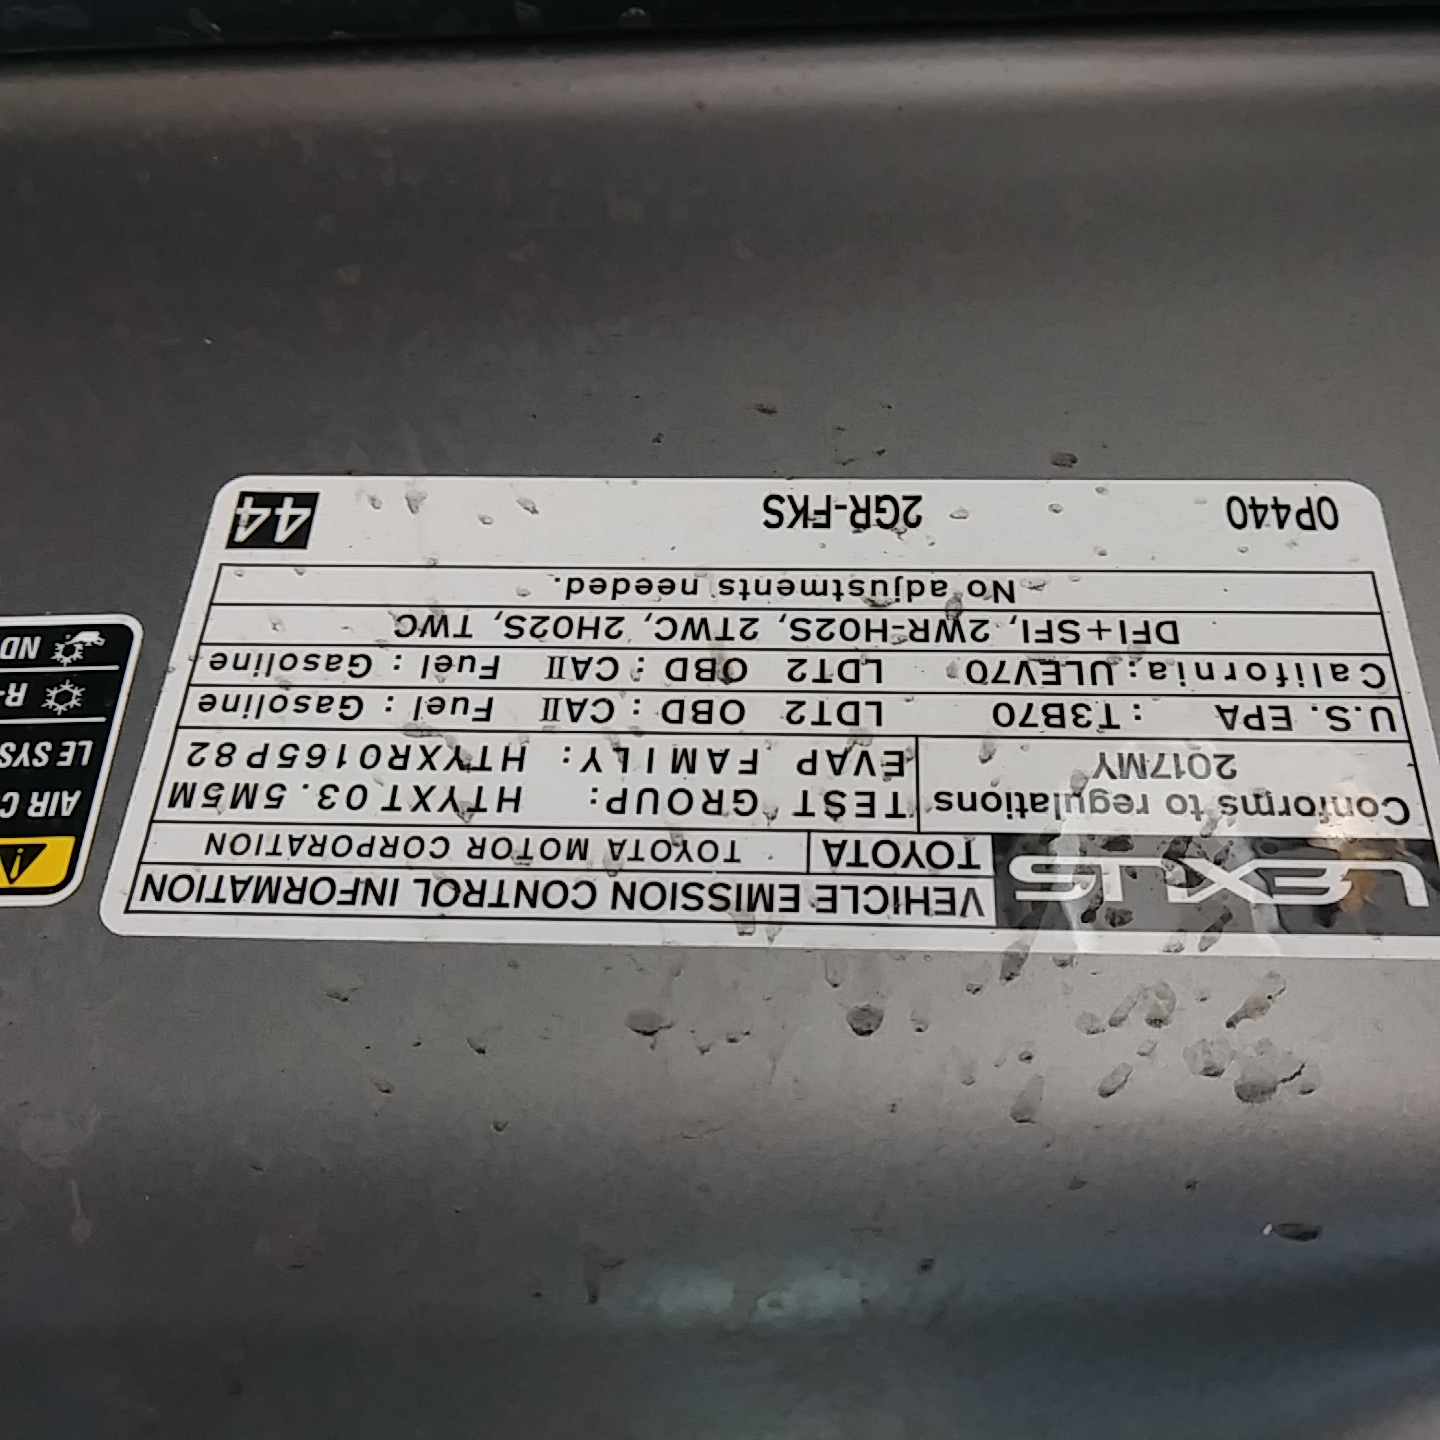 LEXUS
VEHICLE EMISSION CONTROL INFORMATION
TOYOTA TOYOTA MOTOR CORPORATION
Conforms to regulations
2017MY
TEST GROUP: HTYXT03.5M5M
EVAP FAMILY: HTYXR0165P82
U.S. EPA : T3B70 LDT2 OBD : CAII Fuel : Gasoline
California: ULEV70 LDT2 OBD : CAII Fuel : Gasoline
DFI+SFI, 2WR-HO2S, 2TWC, 2HO2S, TWC
No adjustments needed.
0P440 2GR-FKS 44
AIR C
LE SYS
R-
ND